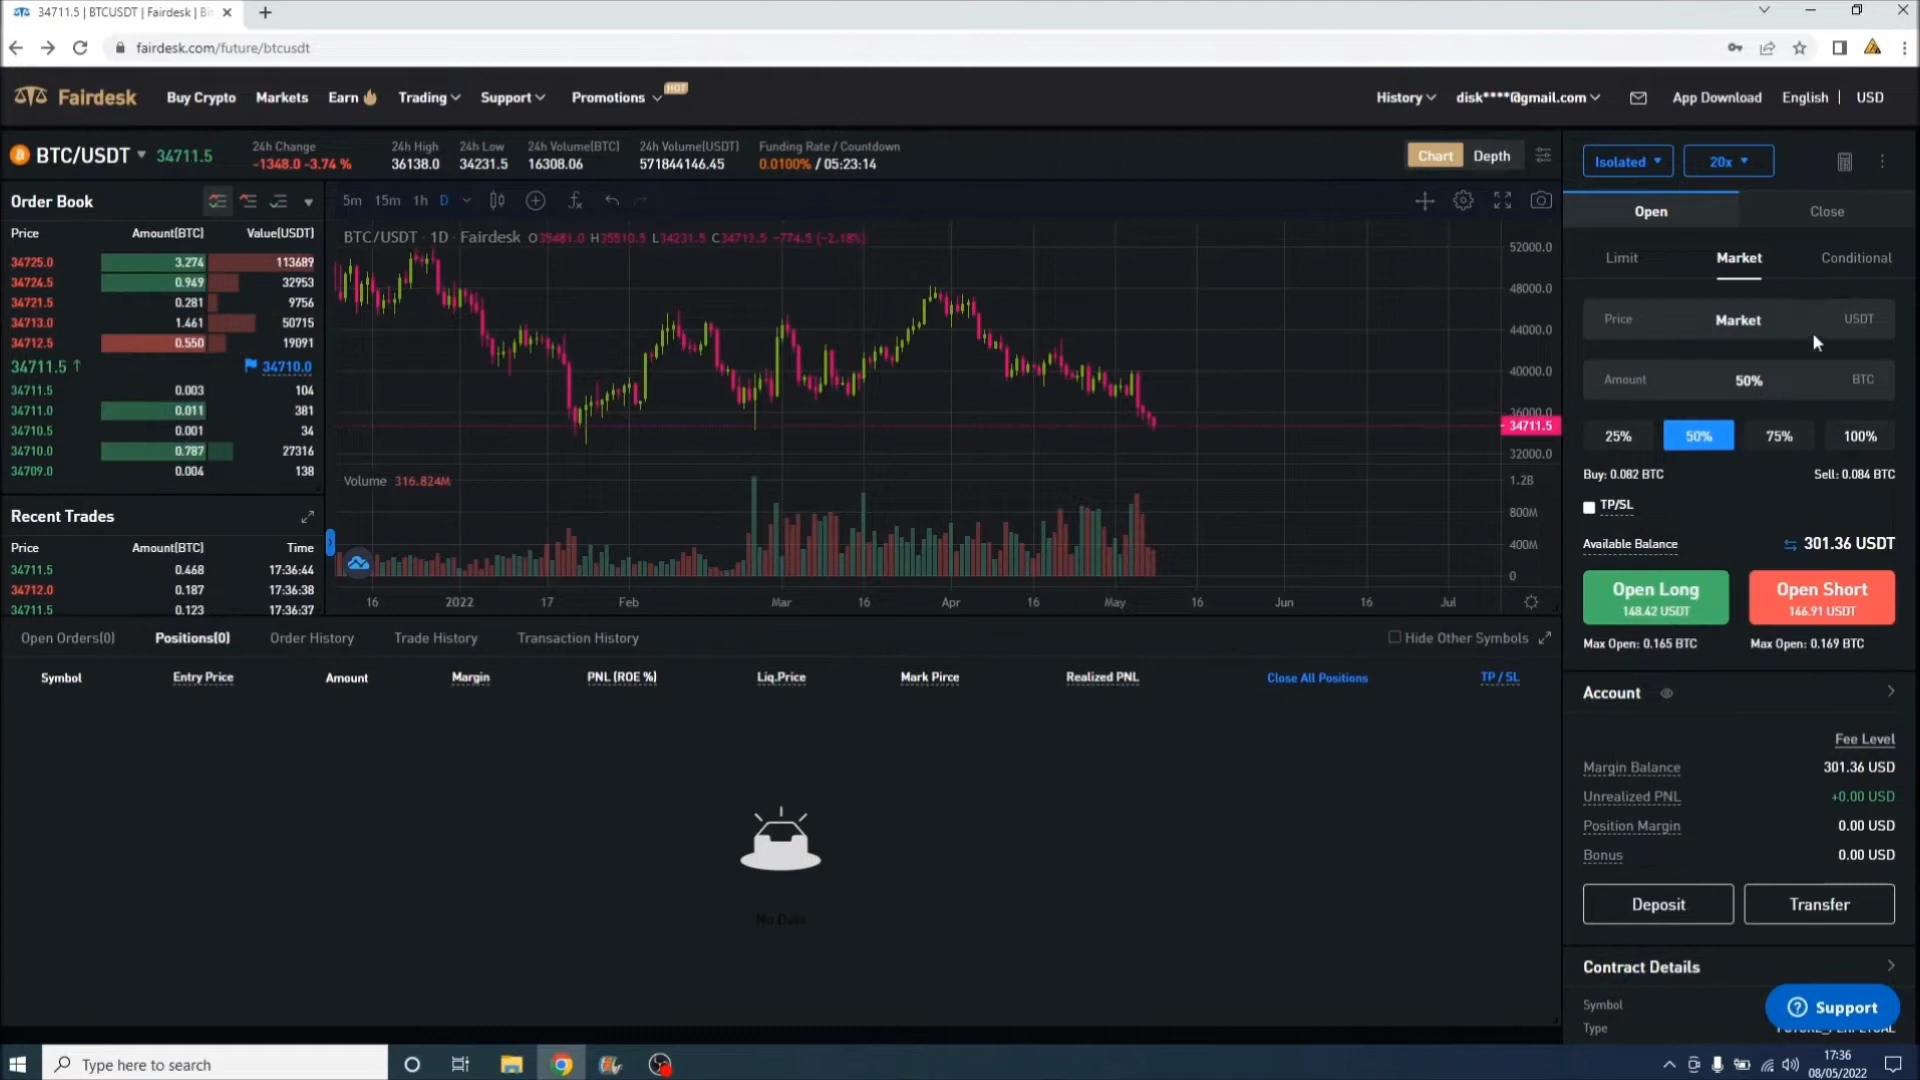 34711.5 | BTCUSDT | Fairdesk | Bi
fairdesk.com/future/btcusdt
Fairdesk
Buy Crypto
Markets
Earn
Trading
Support
Promotions
HOT
History
disk****@gmail.com
App Download
English
USD
BTC/USDT
34711.5
24h Change
-1348.0 -3.74 %
24h High
36138.0
24h Low
34231.5
24h Volume(BTC)
16308.06
24h Volume(USDT)
571844146.45
Funding Rate / Countdown
0.0100% / 05:23:14
Chart
Depth
Isolated
20x
Order Book
Price Amount(BTC) Value(USDT)
34725.0 3.274 113689
34724.5 0.949 32953
34721.5 0.281 9756
34713.0 1.461 50715
34712.5 0.550 19091
34711.5 ↑ 34710.0
34711.5 0.003 104
34711.0 0.011 381
34710.5 0.001 34
34710.0 0.787 27316
34709.0 0.004 138
Recent Trades
Price Amount(BTC) Time
34711.5 0.468 17:36:44
34712.0 0.187 17:36:38
34711.5 0.123 17:36:37
5m 15m 1h D
BTC/USDT · 1D · Fairdesk O35481.0 H35510.5 L34231.5 C34713.5 -774.5 (-2.18%)
52000.0
48000.0
44000.0
40000.0
36000.0
34711.5
32000.0
Volume 316.824M
1.2B
800M
400M
0
16 2022 17 Feb Mar 16 Apr 16 May 16 Jun 16 Jul
Open Close
Limit Market Conditional
Price Market USDT
Amount 50% BTC
25% 50% 75% 100%
Buy: 0.082 BTC Sell: 0.084 BTC
TP/SL
Available Balance 301.36 USDT
Open Long
148.42 USDT
Open Short
146.91 USDT
Max Open: 0.165 BTC Max Open: 0.169 BTC
Open Orders(0) Positions(0) Order History Trade History Transaction History Hide Other Symbols
Symbol Entry Price Amount Margin PNL (ROE %) Liq.Price Mark Pirce Realized PNL Close All Positions TP / SL
No Data
Account
Fee Level
Margin Balance 301.36 USD
Unrealized PNL +0.00 USD
Position Margin 0.00 USD
Bonus 0.00 USD
Deposit Transfer
Contract Details
Symbol
Type
Support
Type here to search
17:36
08/05/2022